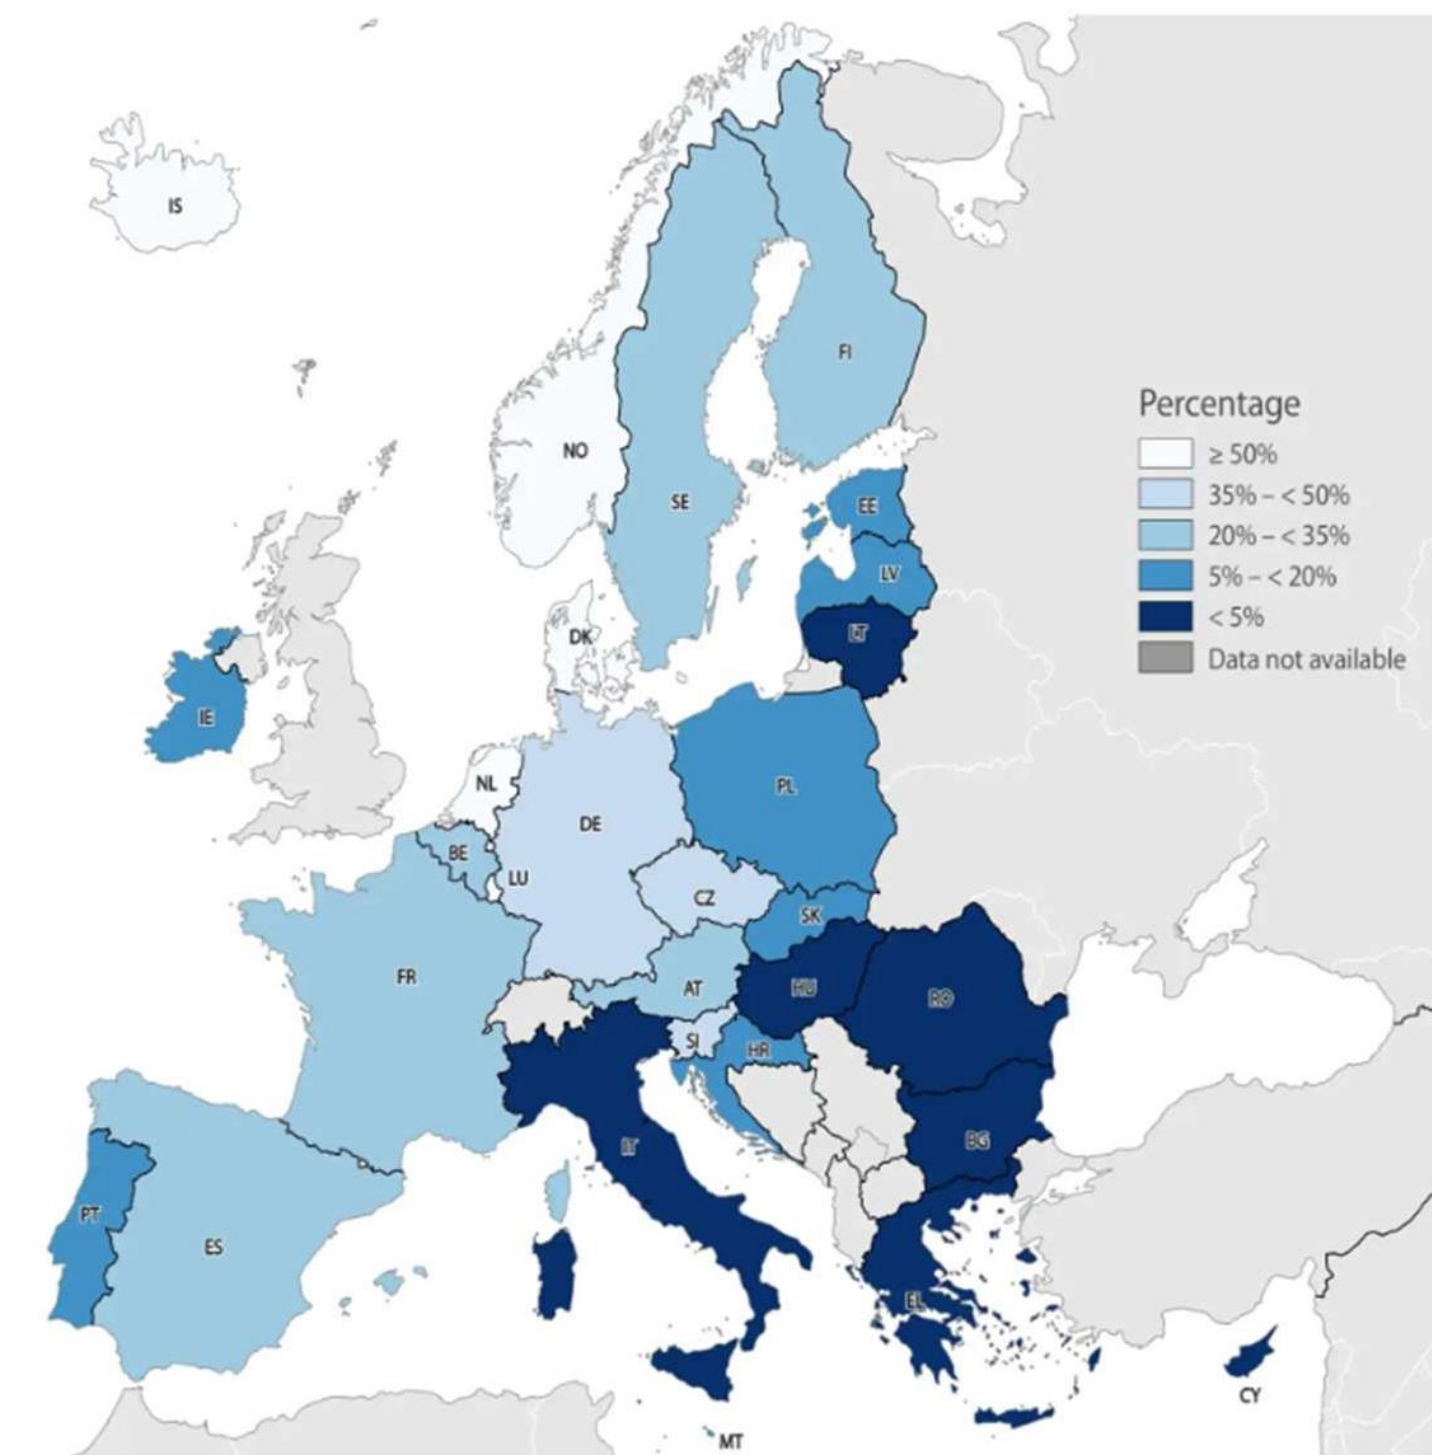 IS
FI
NO
Percentage
≥ 50%
35% – < 50%
20% – < 35%
5% – < 20%
< 5%
Data not available
SE
EE
LV
LT
DK
IE
NL
PL
DE
BE
LU
CZ
SK
FR
AT
HU
RO
SI
HR
IT
BG
PT
ES
EL
CY
MT